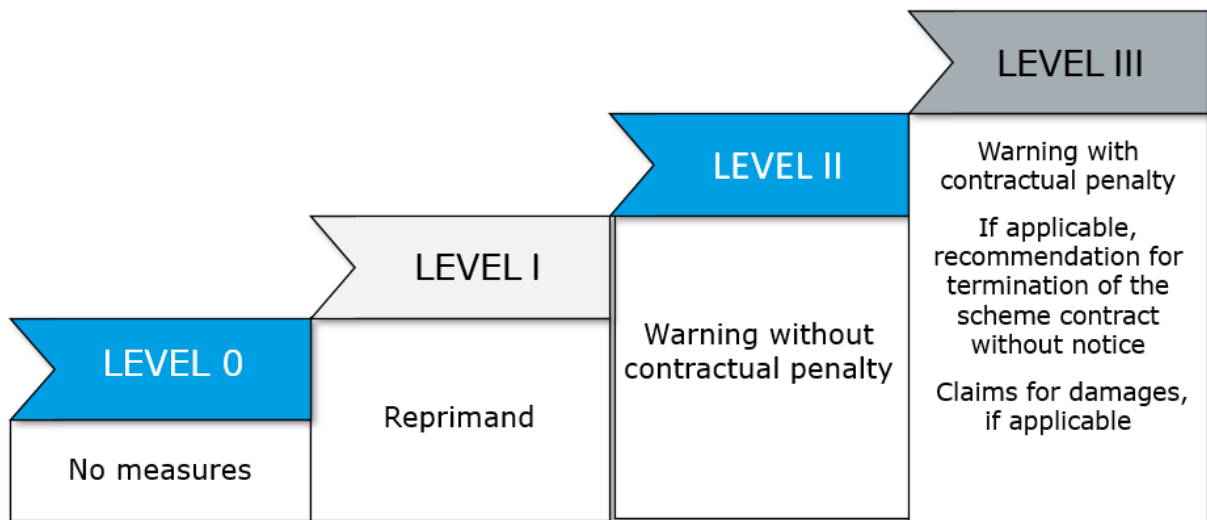 LEVEL 0
No measures
LEVEL I
Reprimand
LEVEL II
Warning without
contractual penalty
LEVEL III
Warning with
contractual penalty
If applicable,
recommendation for
termination of the
scheme contract
without notice
Claims for damages,
if applicable